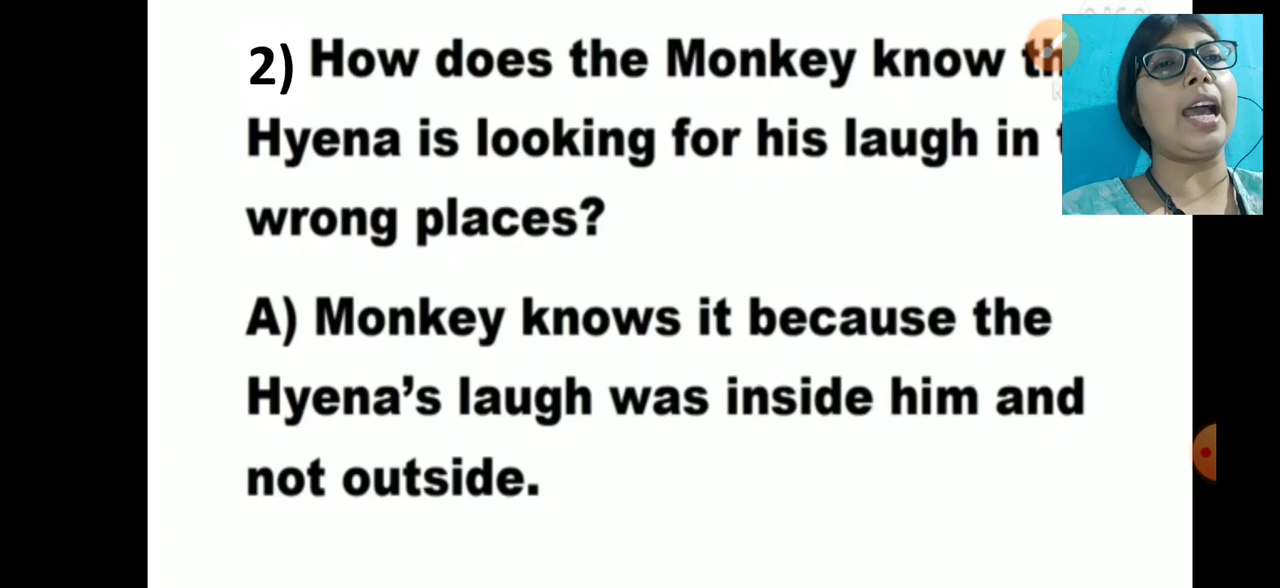 2) How does the Monkey know
Hyena is looking for his laugh in
wrong places?
A) Monkey knows it because the
Hyena's laugh was inside him and
not outside.